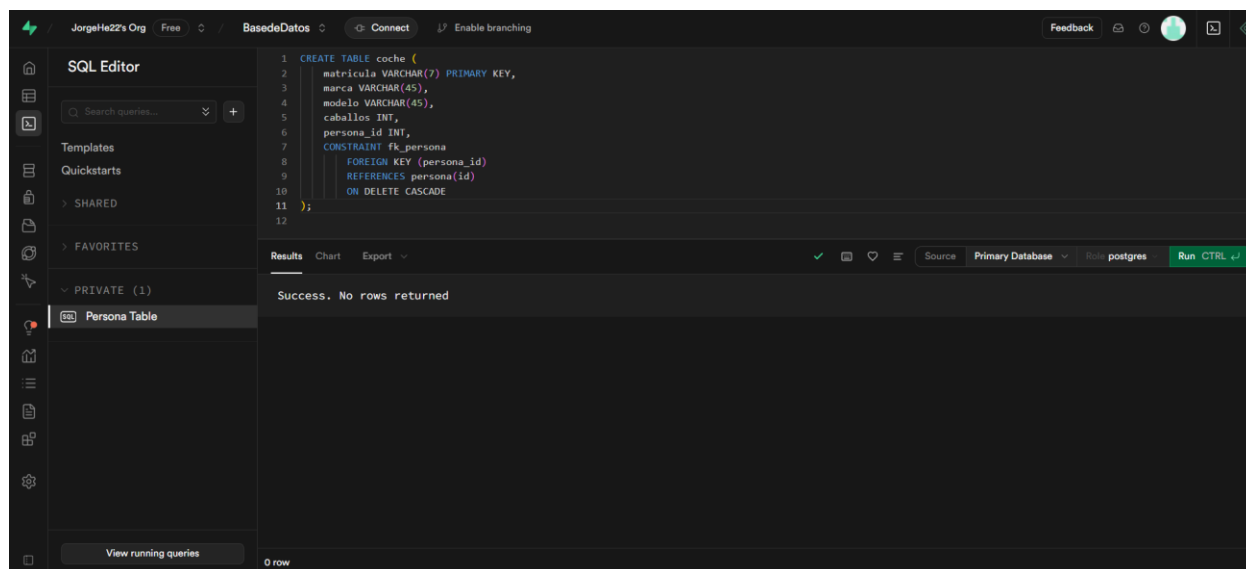 JorgeHe22's Org Free / BasedeDatos Connect Enable branching Feedback
SQL Editor
Search queries...
Templates
Quickstarts
SHARED
FAVORITES
PRIVATE (1)
SQL Persona Table
View running queries
1 CREATE TABLE coche (
2 matricula VARCHAR(7) PRIMARY KEY,
3 marca VARCHAR(45),
4 modelo VARCHAR(45),
5 caballos INT,
6 persona_id INT,
7 CONSTRAINT fk_persona
8 FOREIGN KEY (persona_id)
9 REFERENCES persona(id)
10 ON DELETE CASCADE
11 );
12
Results Chart Export Source Primary Database Role postgres Run CTRL
Success. No rows returned
0 row